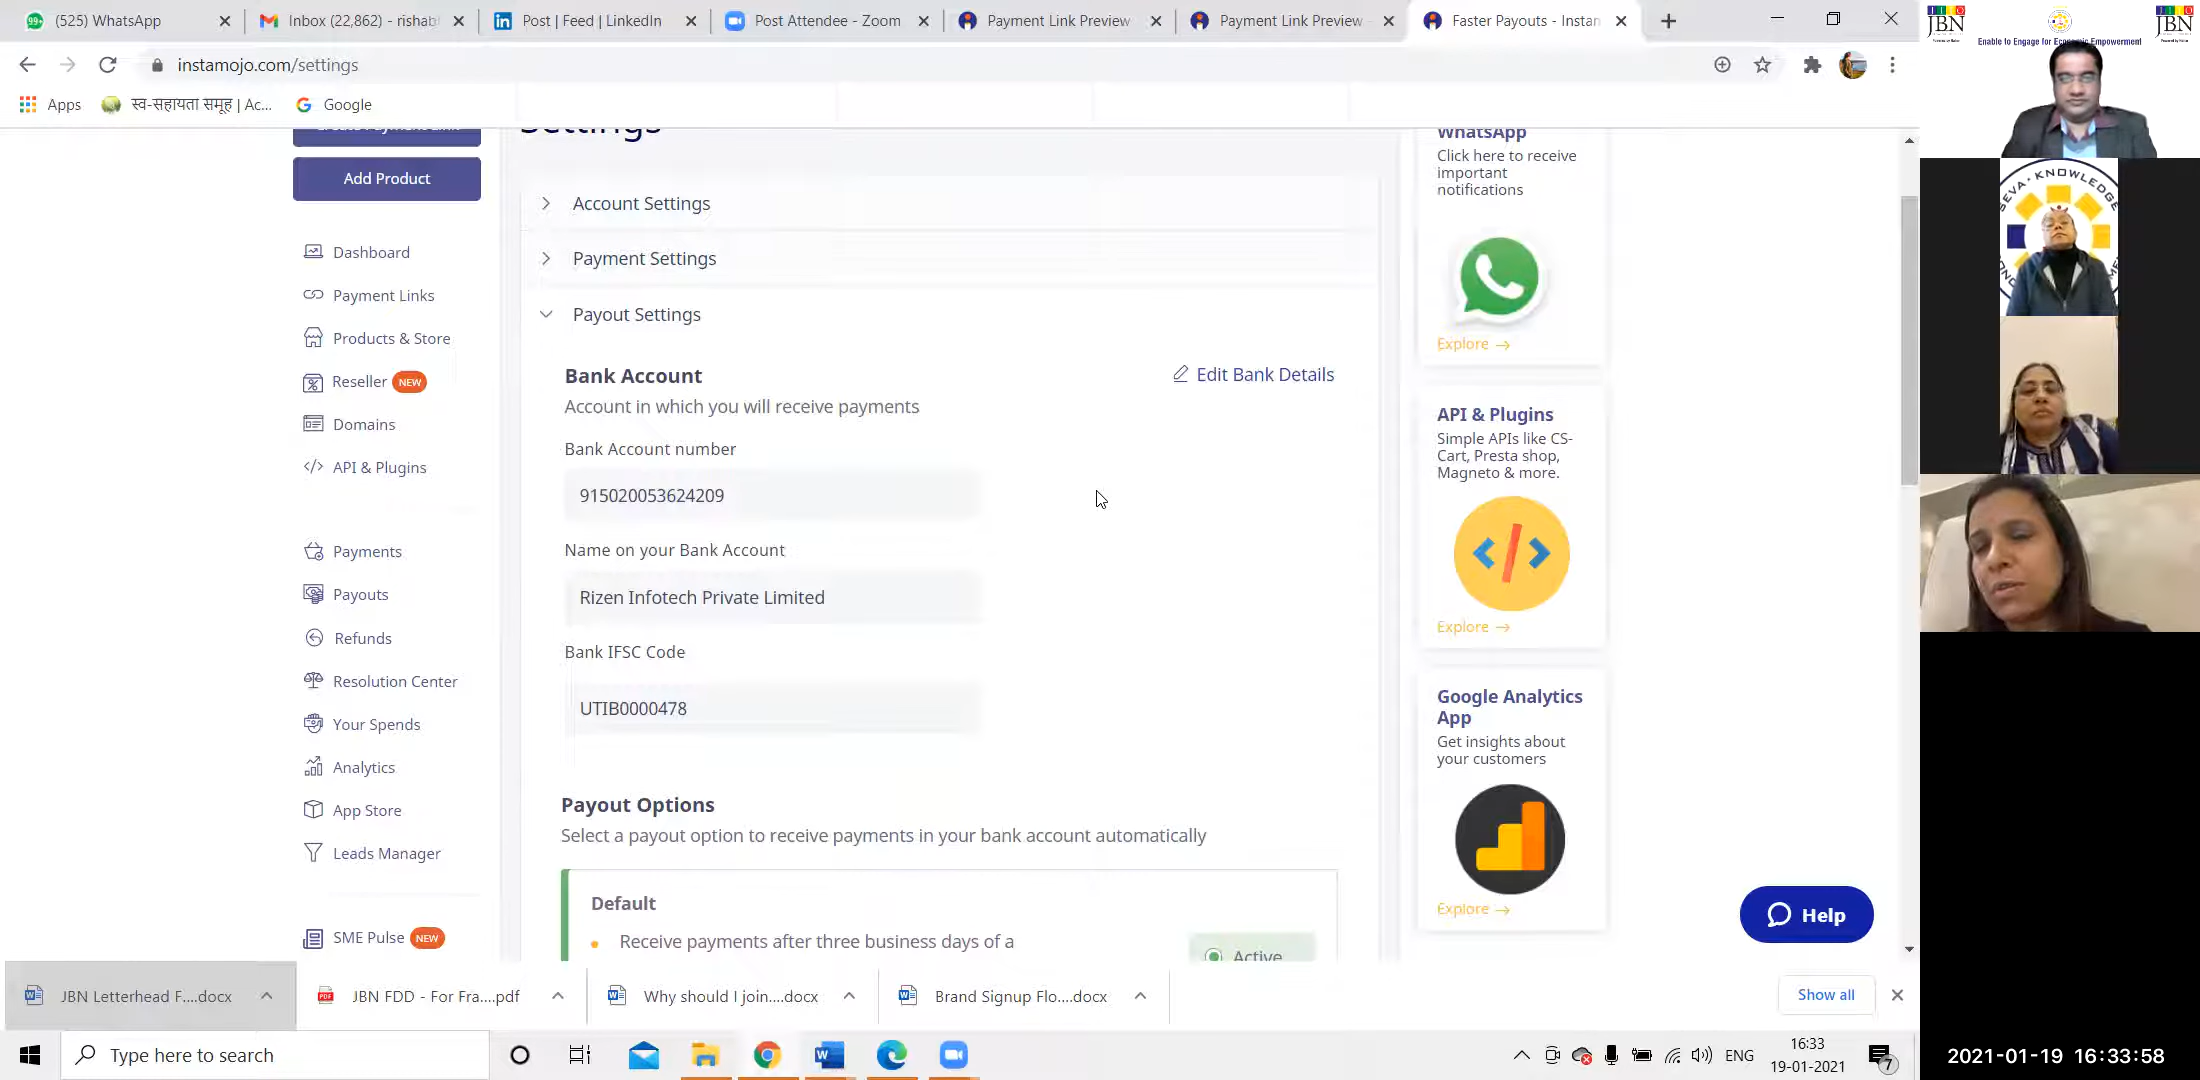 (525) WhatsApp
Inbox (22,862) - rishabl
Post | Feed | LinkedIn
Post Attendee - Zoom
Payment Link Preview
Payment Link Preview
Faster Payouts - Instan
instamojo.com/settings
Apps
स्व-सहायता समूह | Ac...
Google
Add Product
Dashboard
Payment Links
Products & Store
Reseller NEW
Domains
API & Plugins
Payments
Payouts
Refunds
Resolution Center
Your Spends
Analytics
App Store
Leads Manager
SME Pulse NEW
Settings
Account Settings
Payment Settings
Payout Settings
Bank Account
Edit Bank Details
Account in which you will receive payments
Bank Account number
915020053624209
Name on your Bank Account
Rizen Infotech Private Limited
Bank IFSC Code
UTIB0000478
Payout Options
Select a payout option to receive payments in your bank account automatically
Default
Receive payments after three business days of a
Active
WhatsApp
Click here to receive
important
notifications
Explore →
API & Plugins
Simple APIs like CS-
Cart, Presta shop,
Magneto & more.
Explore →
Google Analytics
App
Get insights about
your customers
Explore →
Help
JBN Letterhead F....docx
JBN FDD - For Fra....pdf
Why should I join....docx
Brand Signup Flo....docx
Show all
Type here to search
ENG
16:33
19-01-2021
7
JBN
JBN
Enable to Engage for Economic Empowerment
SEVA • KNOWLEDGE
2021-01-19 16:33:58